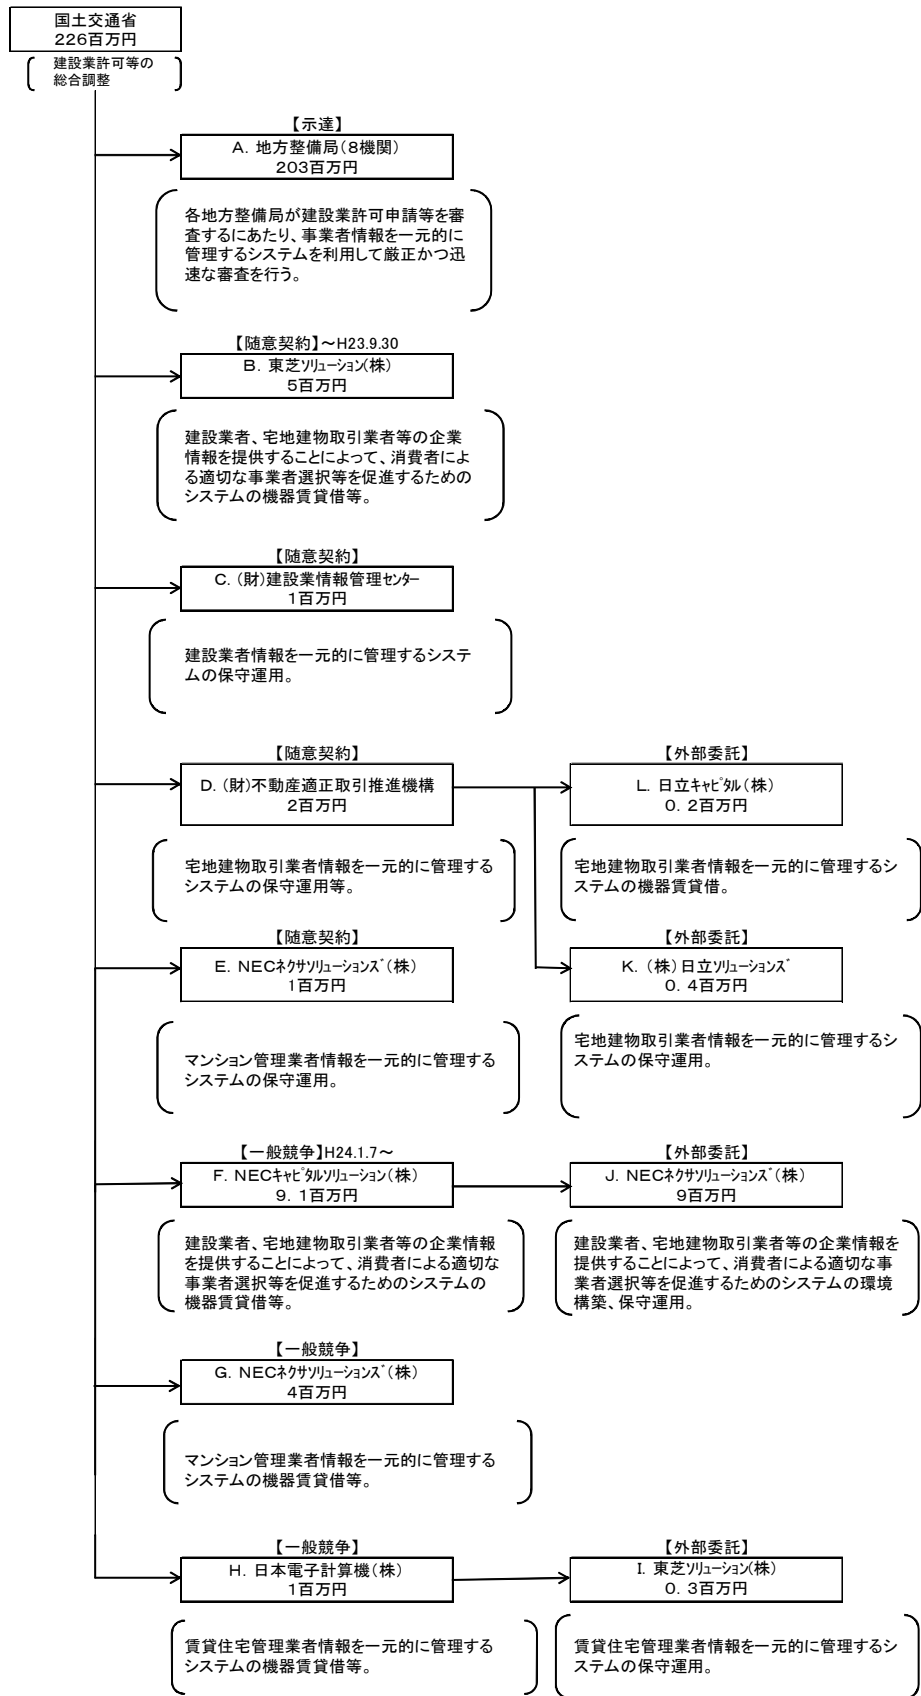 国土交通省
226百万円
建設業許可等の
総合調整
【示達】
A. 地方整備局(8機関)
203百万円
各地方整備局が建設業許可申請等を審
査するにあたり、事業者情報を一元的に
管理するシステムを利用して厳正かつ迅
速な審査を行う。
【随意契約】～H23.9.30
B. 東芝ｿﾘｭｰｼｮﾝ(株)
5百万円
建設業者、宅地建物取引業者等の企業
情報を提供することによって、消費者によ
る適切な事業者選択等を促進するための
システムの機器賃貸借等。
【随意契約】
C. (財)建設業情報管理ｾﾝﾀｰ
1百万円
建設業者情報を一元的に管理するシステ
ムの保守運用。
【随意契約】
D. (財)不動産適正取引推進機構
2百万円
宅地建物取引業者情報を一元的に管理する
システムの保守運用等。
【外部委託】
L. 日立ｷｬﾋﾟﾀﾙ(株)
0. 2百万円
宅地建物取引業者情報を一元的に管理するシ
ステムの機器賃貸借。
【随意契約】
E. NECﾈｸｻｿﾘｭｰｼｮﾝｽﾞ(株)
1百万円
マンション管理業者情報を一元的に管理する
システムの保守運用。
【外部委託】
K. (株)日立ｿﾘｭｰｼｮﾝｽﾞ
0. 4百万円
宅地建物取引業者情報を一元的に管理するシ
ステムの保守運用。
【一般競争】H24.1.7～
F. NECｷｬﾋﾟﾀﾙｿﾘｭｰｼｮﾝ(株)
9. 1百万円
建設業者、宅地建物取引業者等の企業情報
を提供することによって、消費者による適切な
事業者選択等を促進するためのシステムの
機器賃貸借等。
【外部委託】
J. NECﾈｸｻｿﾘｭｰｼｮﾝｽﾞ(株)
9百万円
建設業者、宅地建物取引業者等の企業情報を
提供することによって、消費者による適切な事
業者選択等を促進するためのシステムの環境
構築、保守運用。
【一般競争】
G. NECﾈｸｻｿﾘｭｰｼｮﾝｽﾞ(株)
4百万円
マンション管理業者情報を一元的に管理する
システムの機器賃貸借等。
【一般競争】
H. 日本電子計算機(株)
1百万円
賃貸住宅管理業者情報を一元的に管理する
システムの機器賃貸借等。
【外部委託】
I. 東芝ｿﾘｭｰｼｮﾝ(株)
0. 3百万円
賃貸住宅管理業者情報を一元的に管理するシ
ステムの保守運用。